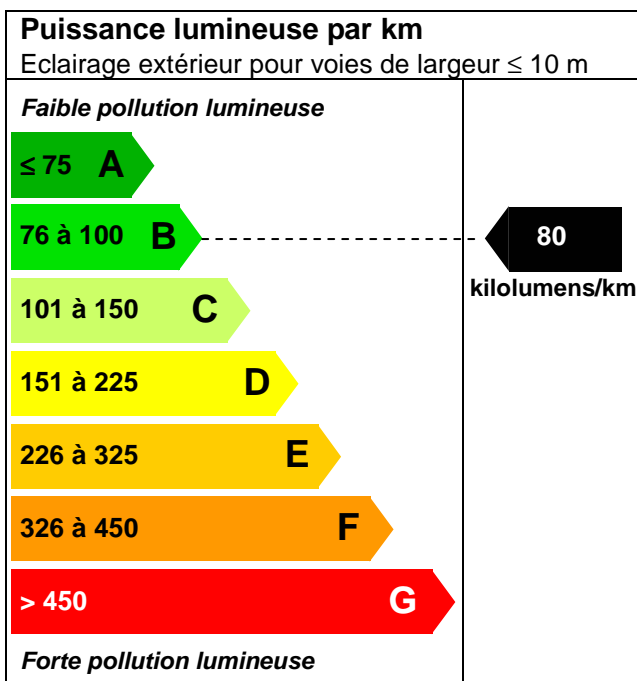 Puissance lumineuse par km
Eclairage extérieur pour voies de largeur ≤ 10 m
Faible pollution lumineuse
≤ 75 A
76 à 100 B
80
kilolumens/km
101 à 150 C
151 à 225 D
226 à 325 E
326 à 450 F
> 450 G
Forte pollution lumineuse